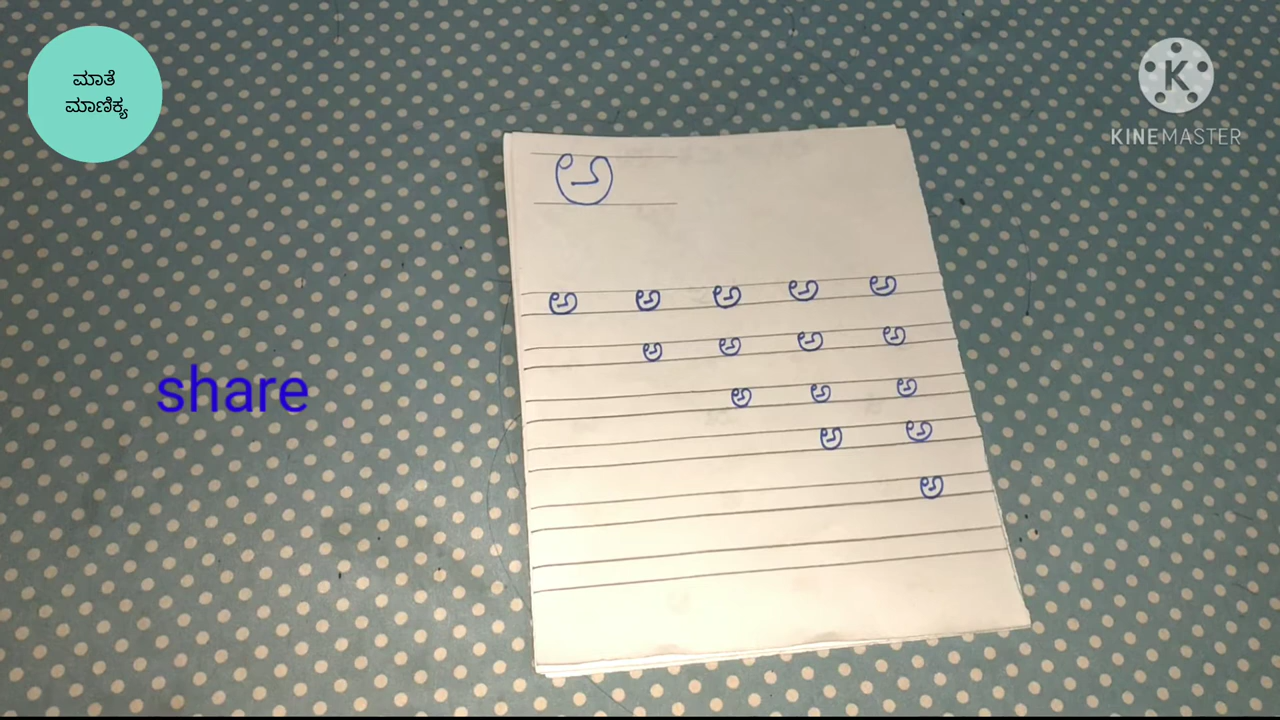 ಮಾತೆ
ಮಾಣಿಕ್ಯ
K
KINEMASTER
ಅ
ಅ ಅ ಅ ಅ ಅ
ಅ ಅ ಅ ಅ
share
ಅ ಅ ಅ
ಅ ಅ
ಅ